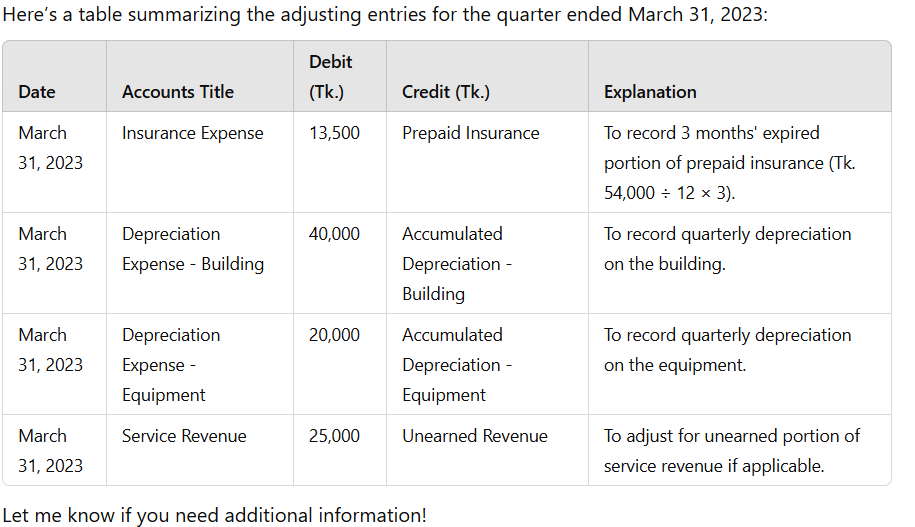 Here's a table summarizing the adjusting entries for the quarter ended March 31, 2023:
Date Accounts Title Debit (Tk.) Credit (Tk.) Explanation
March 31, 2023 Insurance Expense 13,500 Prepaid Insurance To record 3 months' expired portion of prepaid insurance (Tk. 54,000 ÷ 12 × 3).
March 31, 2023 Depreciation Expense - Building 40,000 Accumulated Depreciation - Building To record quarterly depreciation on the building.
March 31, 2023 Depreciation Expense - Equipment 20,000 Accumulated Depreciation - Equipment To record quarterly depreciation on the equipment.
March 31, 2023 Service Revenue 25,000 Unearned Revenue To adjust for unearned portion of service revenue if applicable.
Let me know if you need additional information!